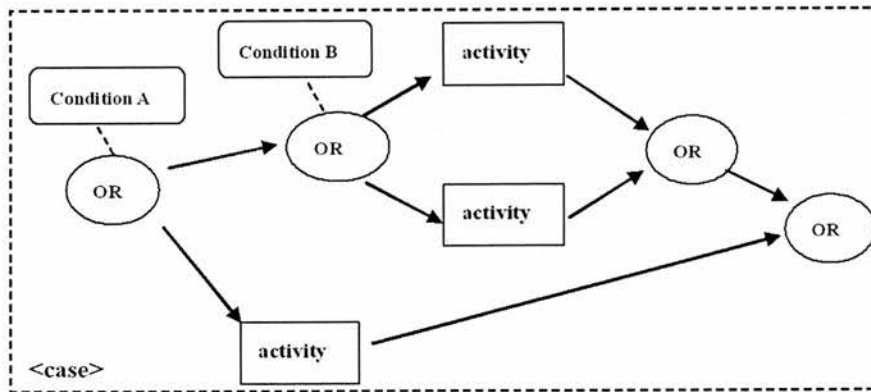 Condition B
activity
Condition A
OR
OR
OR
activity
OR
activity
<case>